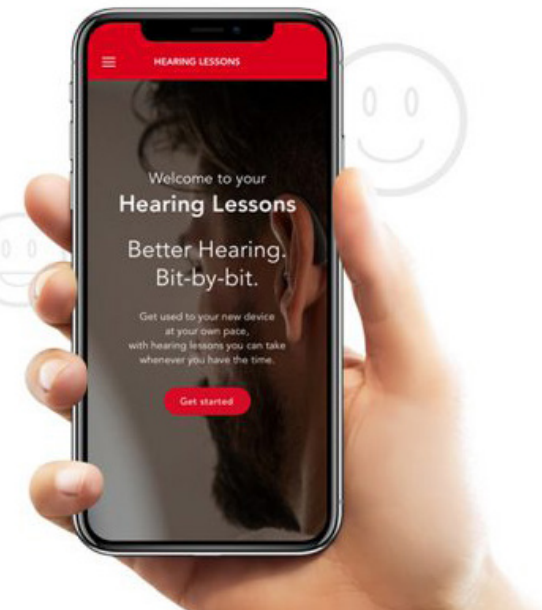 HEARING LESSONS
Welcome to your
Hearing Lessons
Better Hearing.
Bit-by-bit.
Get used to your new device
at your own pace,
with hearing lessons you can take
whenever you have the time.
Get started